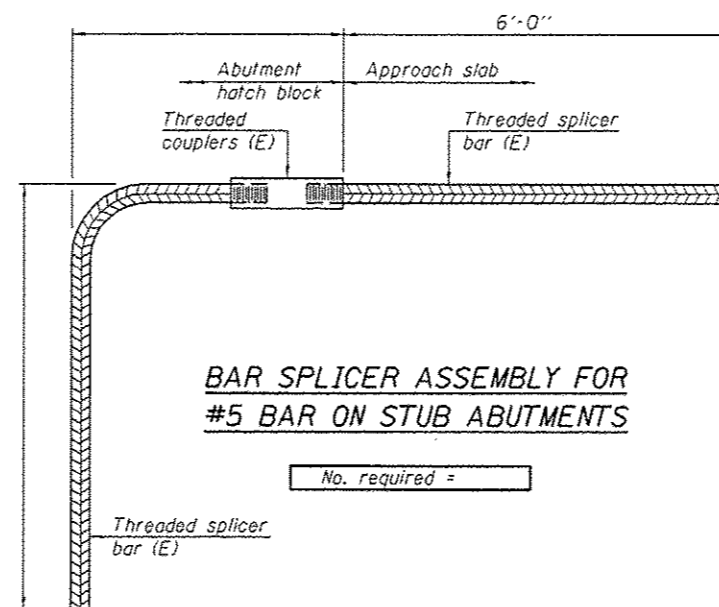 6'-0"
Abutment
hatch block
Approach slab
Threaded
couplers (E)
Threaded splicer
bar (E)
BAR SPLICER ASSEMBLY FOR
#5 BAR ON STUB ABUTMENTS
No. required =
Threaded splicer
bar (E)